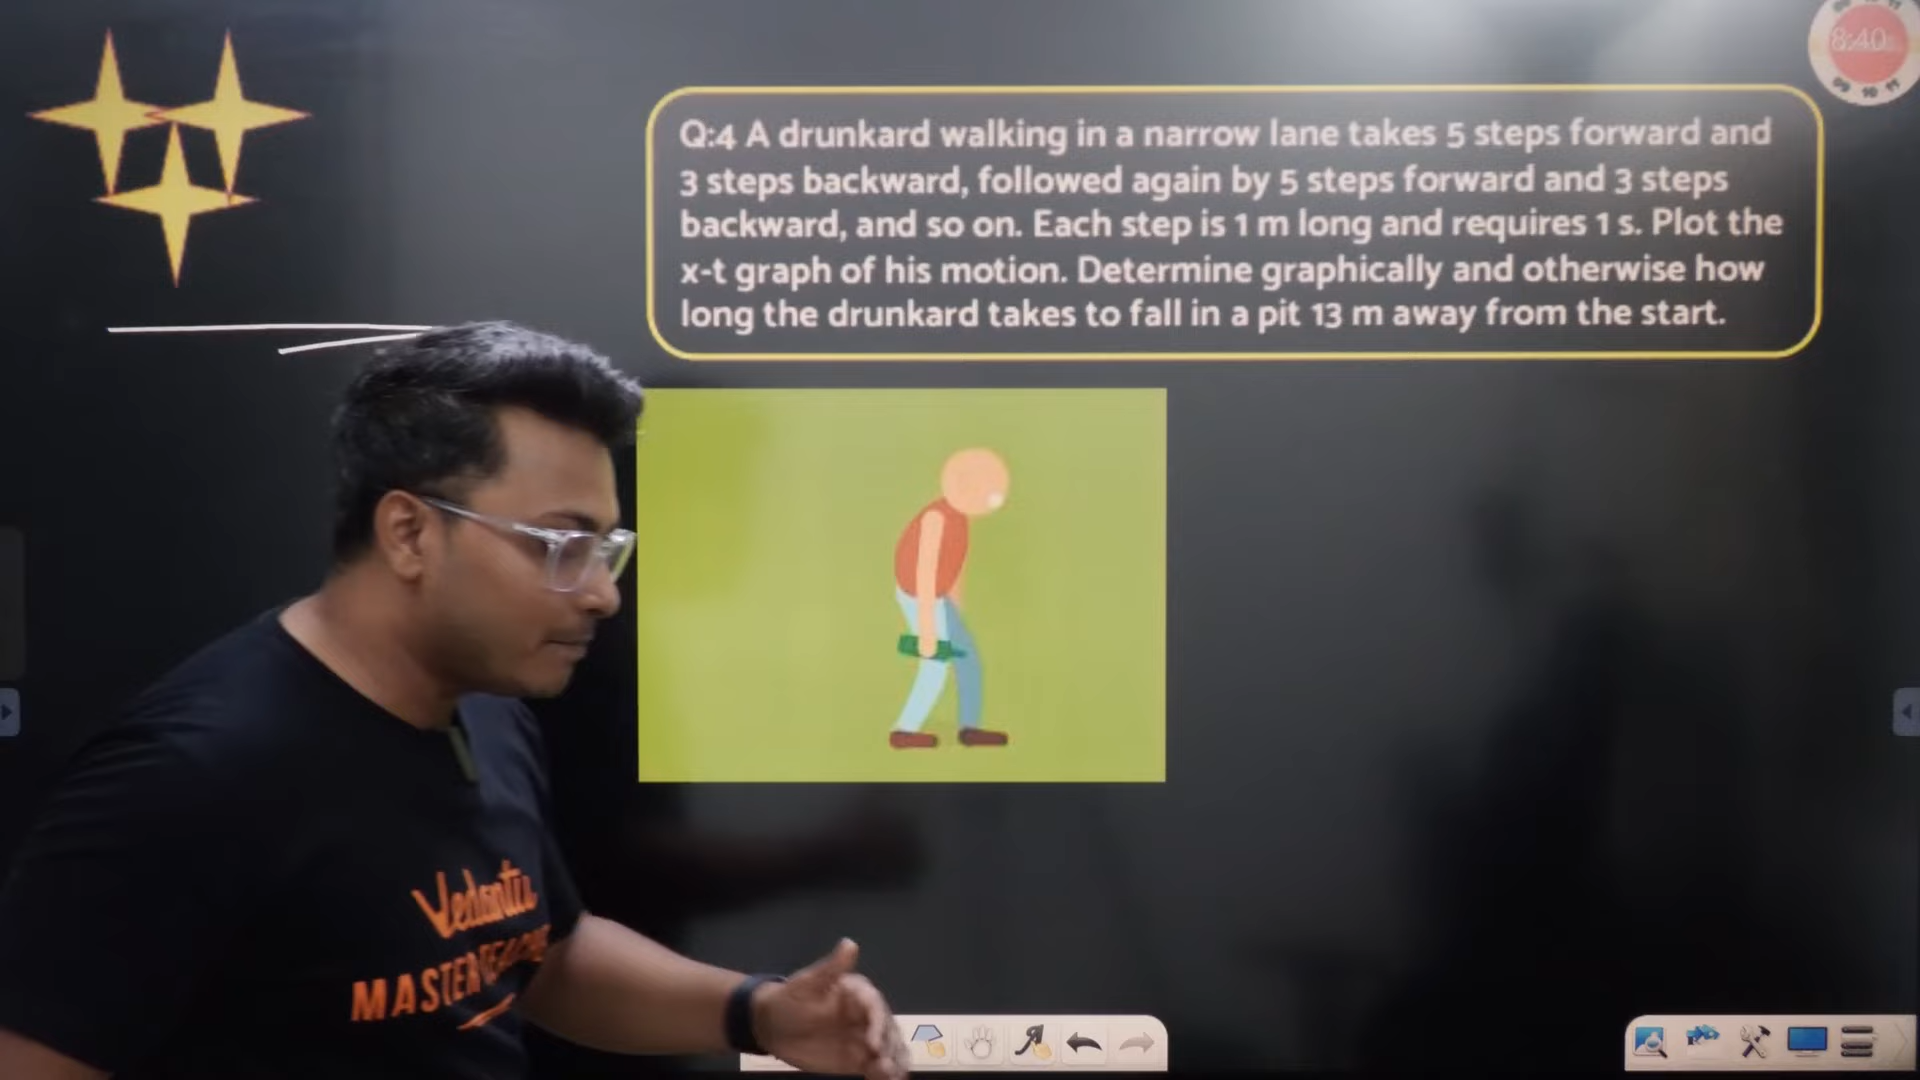 8:40
Q:4 A drunkard walking in a narrow lane takes 5 steps forward and
3 steps backward, followed again by 5 steps forward and 3 steps
backward, and so on. Each step is 1 m long and requires 1 s. Plot the
x-t graph of his motion. Determine graphically and otherwise how
long the drunkard takes to fall in a pit 13 m away from the start.
Vedantu
MASTER